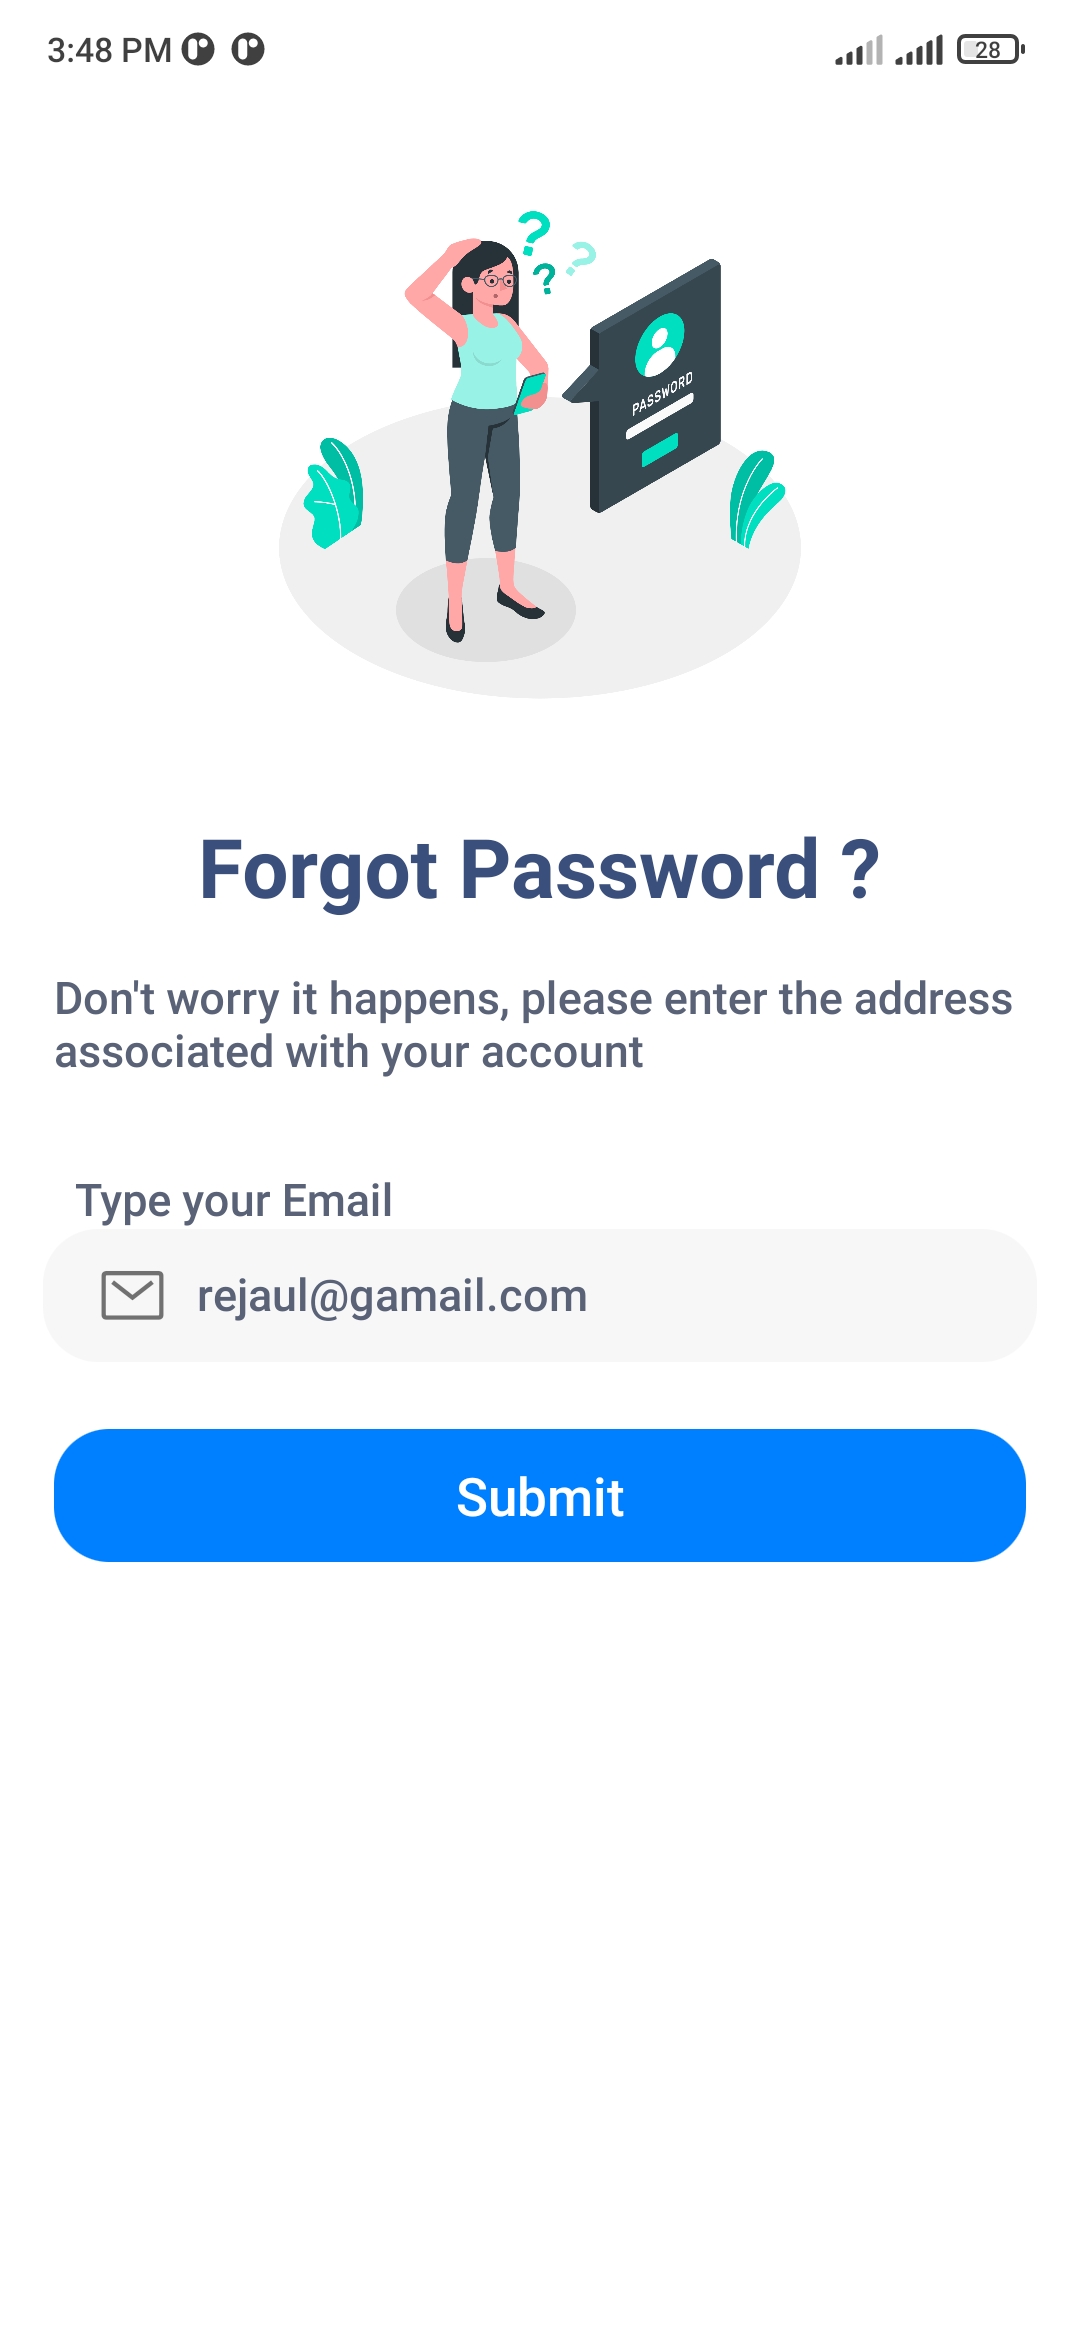 3:48 PM
28
? ? ?
PASSWORD
Forgot Password ?
Don't worry it happens, please enter the address
associated with your account
Type your Email
rejaul@gamail.com
Submit